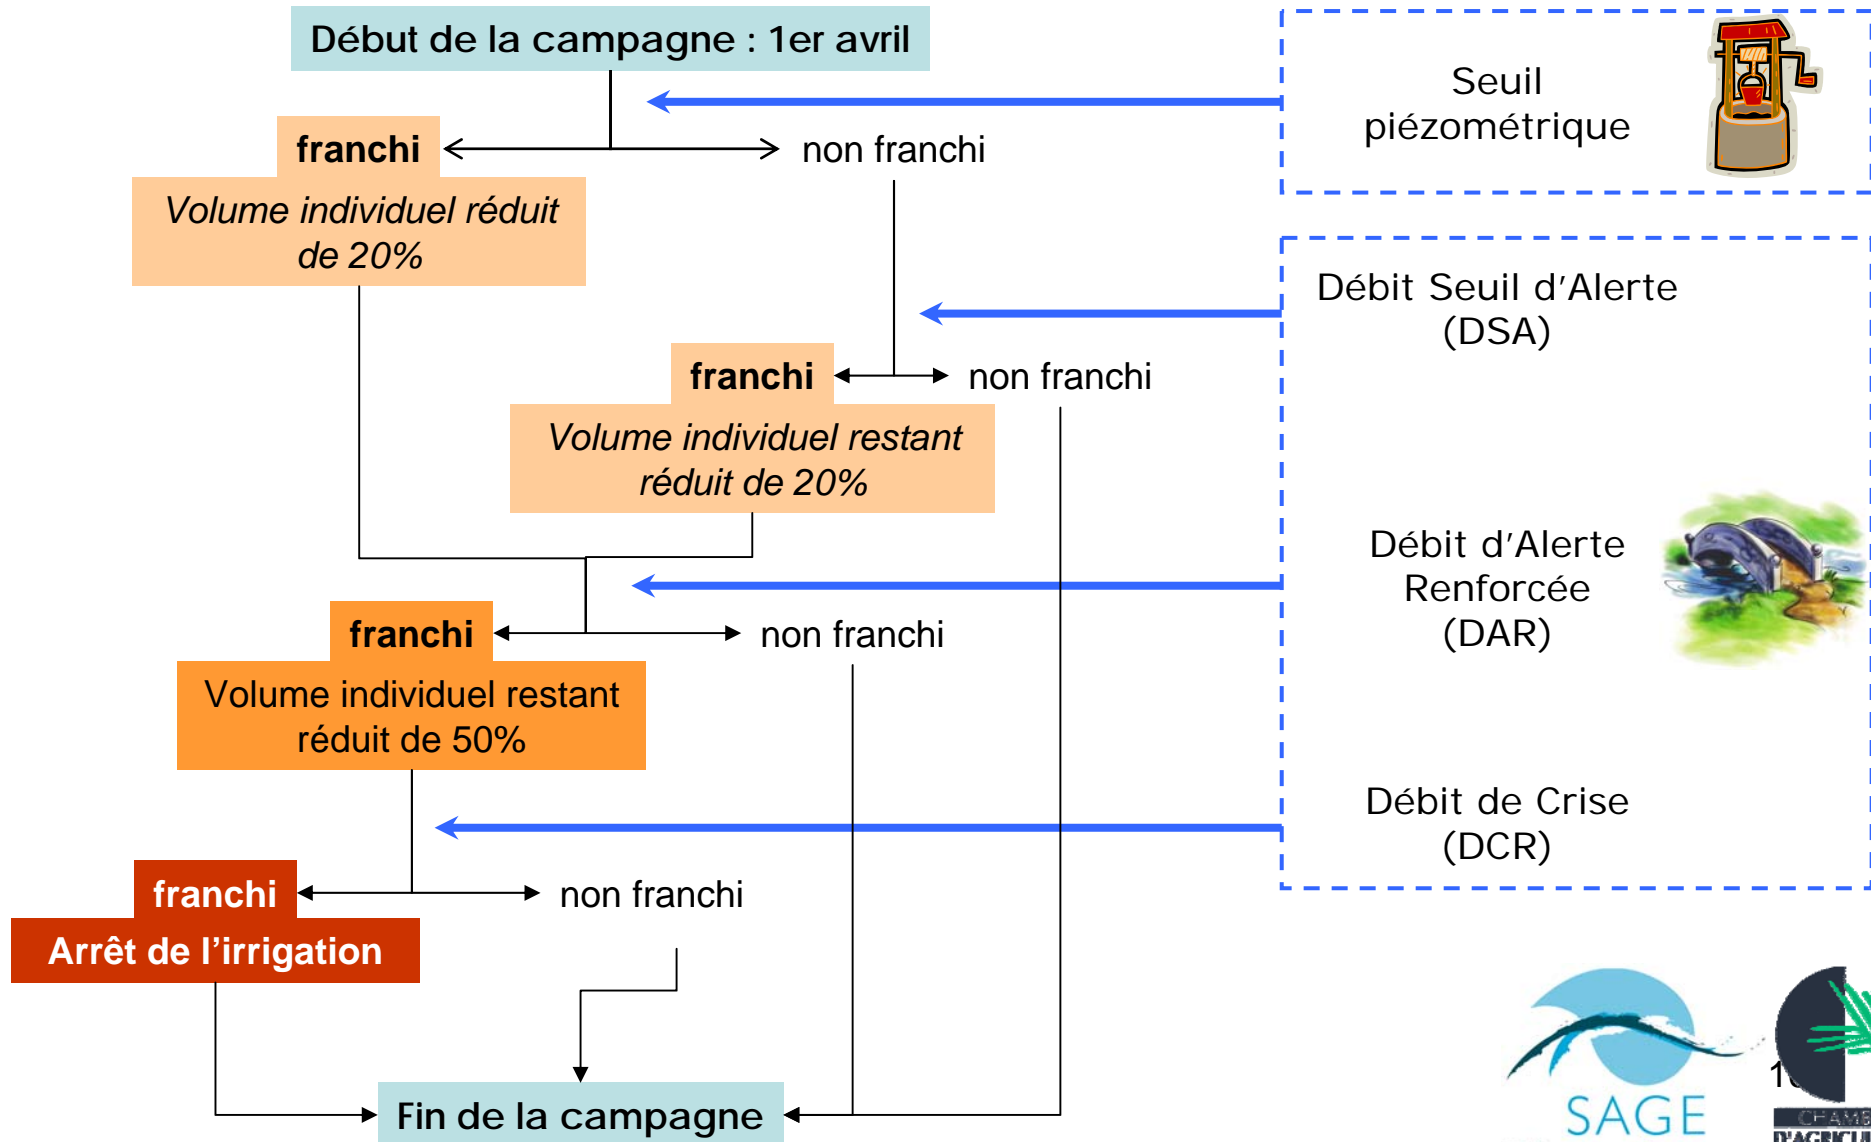 Début de la campagne : 1er avril
Seuil
piézométrique
franchi
non franchi
Volume individuel réduit
de 20%
Débit Seuil d'Alerte
(DSA)
franchi
non franchi
Volume individuel restant
réduit de 20%
Débit d'Alerte
Renforcée
(DAR)
franchi
non franchi
Volume individuel restant
réduit de 50%
Débit de Crise
(DCR)
franchi
non franchi
Arrêt de l'irrigation
Fin de la campagne
SAGE